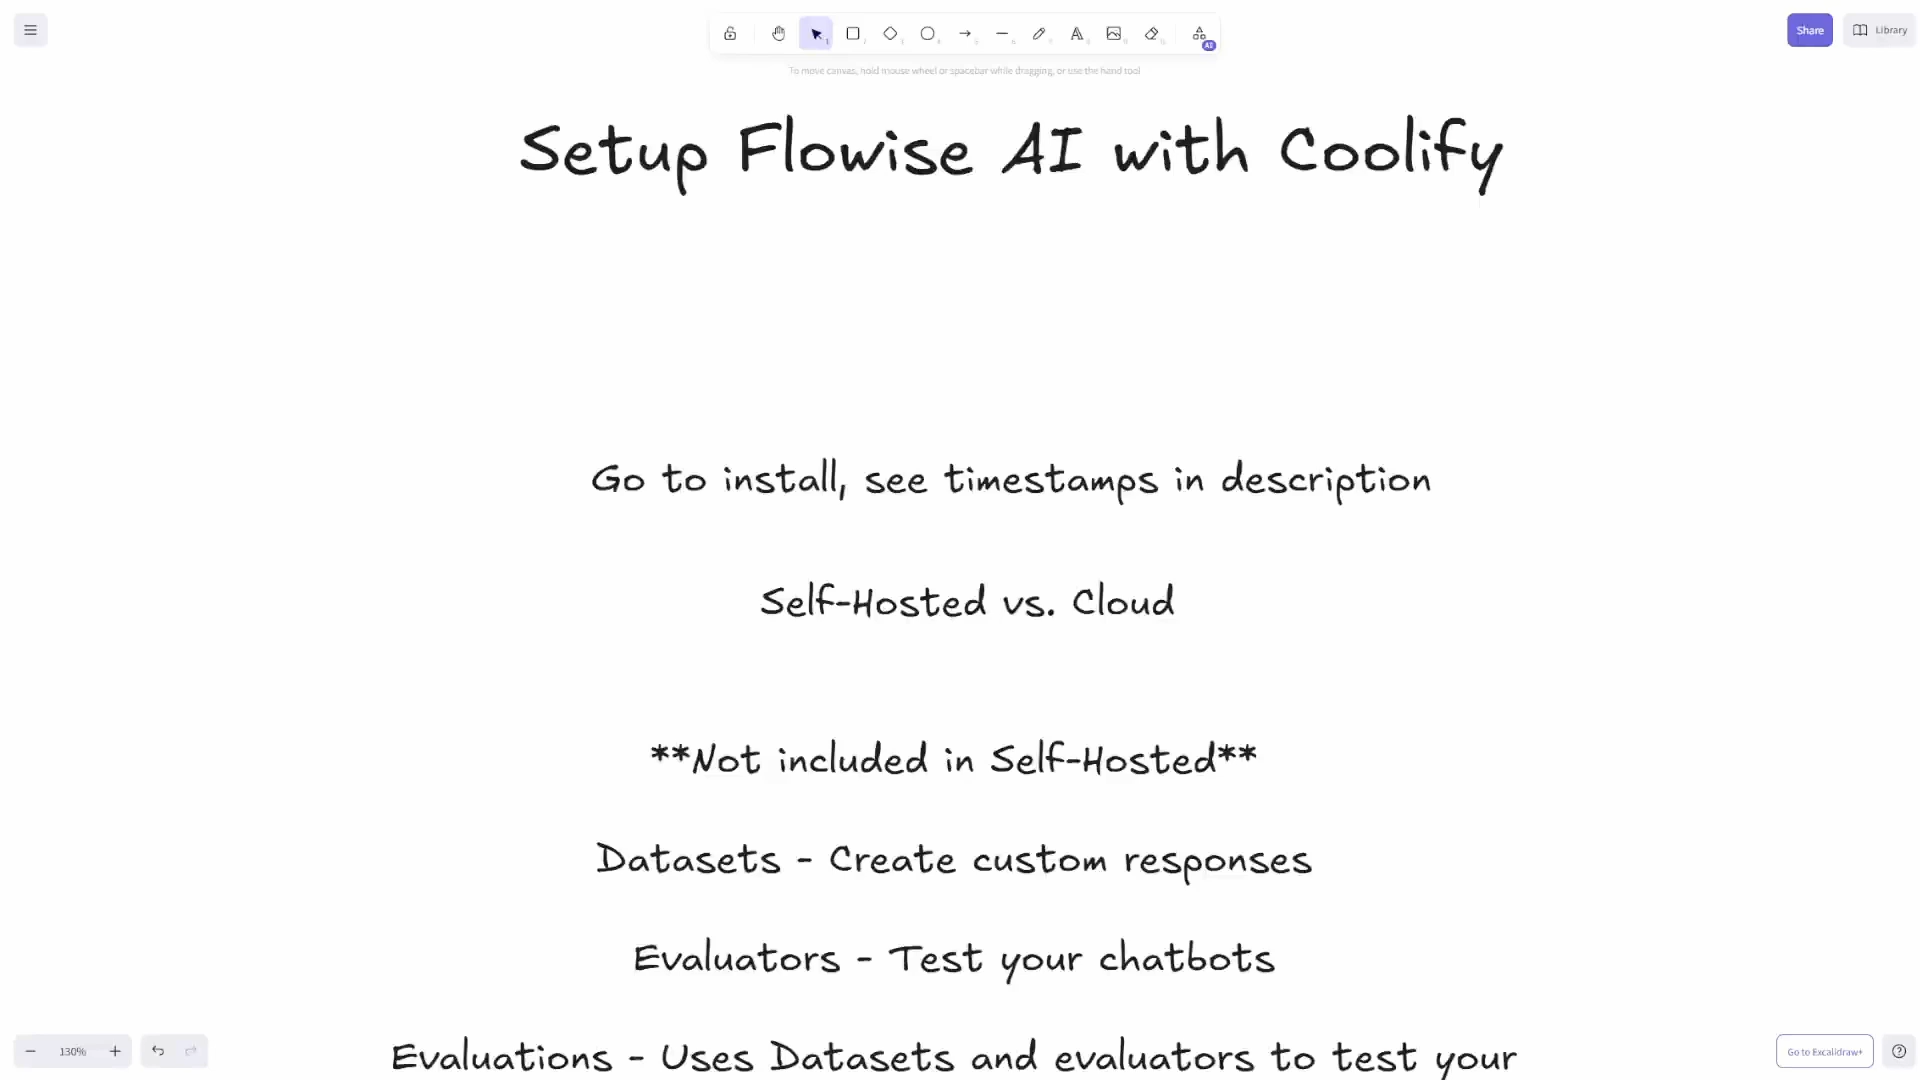 Share
Library
To move canvas, hold mouse wheel or spacebar while dragging, or use the hand tool
Setup Flowise AI with Coolify
Go to install, see timestamps in description
Self-Hosted vs. Cloud
**Not included in Self-Hosted**
Datasets - Create custom responses
Evaluators - Test your chatbots
Evaluations - Uses Datasets and evaluators to test your
130%
Go to Excalidraw+